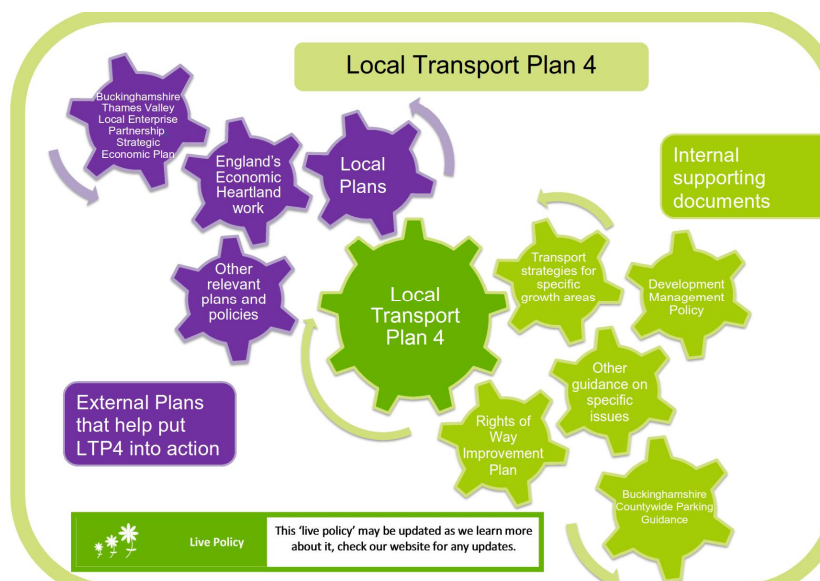 Local Transport Plan 4
Buckinghamshire
Thames Valley
Local Enterprise
Partnership
Strategic
Economic Plan
England's
Economic
Heartland
work
Local
Plans
Internal
supporting
documents
Other
relevant
plans and
policies
Local
Transport
Plan 4
Transport
strategies for
specific
growth areas
Development
Management
Policy
Other
guidance on
specific
issues
External Plans
that help put
LTP4 into action
Rights of
Way
Improvement
Plan
Buckinghamshire
Countywide Parking
Guidance
Live Policy
This ‘live policy’ may be updated as we learn more
about it, check our website for any updates.